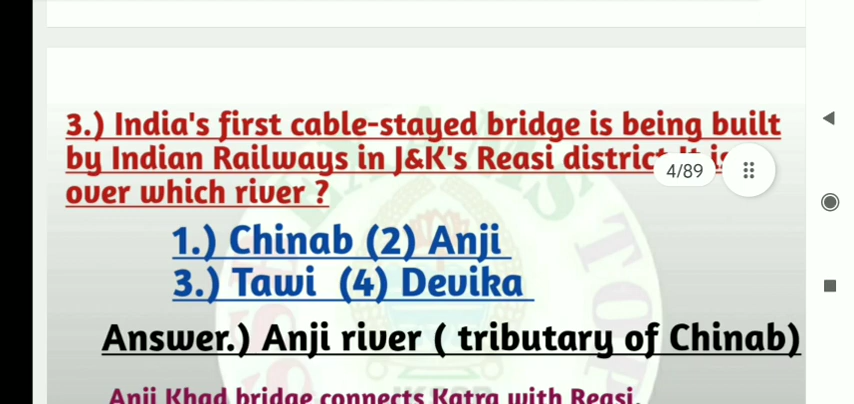 3.) India's first cable-stayed bridge is being built
by Indian Railways in J&K's Reasi district It is
4/89
over which river ?
1.) Chinab (2) Anji
3.) Tawi (4) Devika
Answer.) Anji river ( tributary of Chinab)
Anji Khad bridge connects Katra with Reasi.